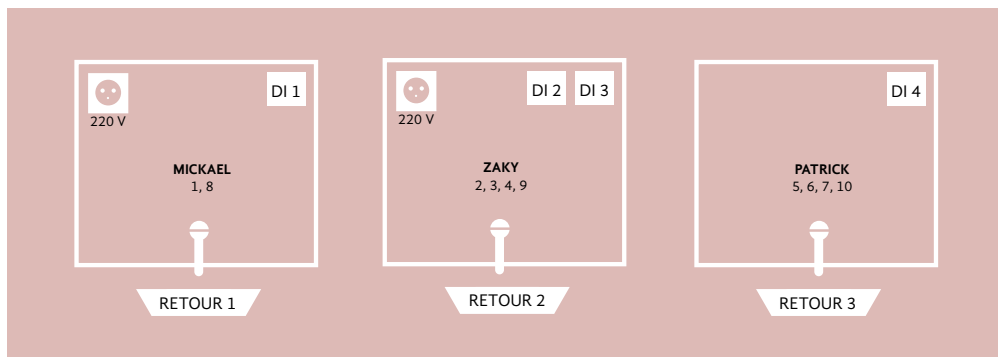 220 V
DI 1
MICKAEL
1, 8
RETOUR 1
220 V
DI 2
DI 3
ZAKY
2, 3, 4, 9
RETOUR 2
DI 4
PATRICK
5, 6, 7, 10
RETOUR 3